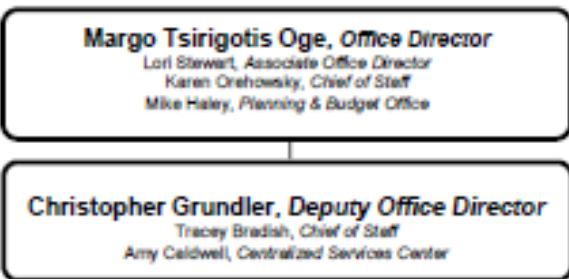 Margo Tsirigotis Oge, Office Director
Lori Stewart, Associate Office Director
Karen Orehowsky, Chief of Staff
Mike Haley, Planning & Budget Office
Christopher Grundler, Deputy Office Director
Tracey Bradish, Chief of Staff
Amy Caldwell, Centralized Services Center